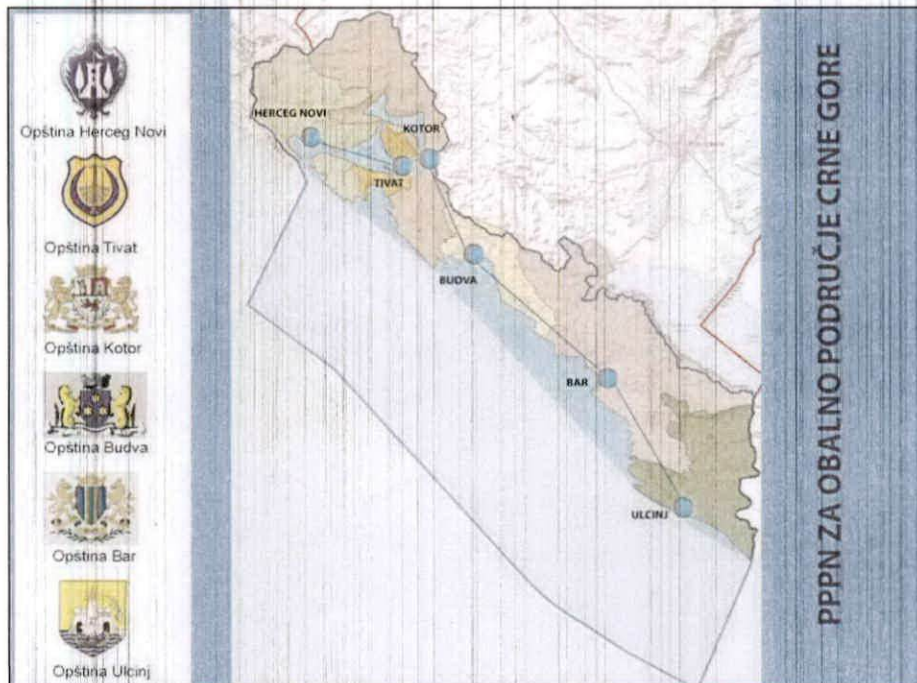 Opština Herceg Novi
Opština Tivat
Opština Kotor
Opština Budva
Opština Bar
Opština Ulcinj
HERCEG NOVI
KOTOR
TIVAT
BUDVA
BAR
ULCINJ
PPPN ZA OBALNO PODRUČJE CRNE GORE